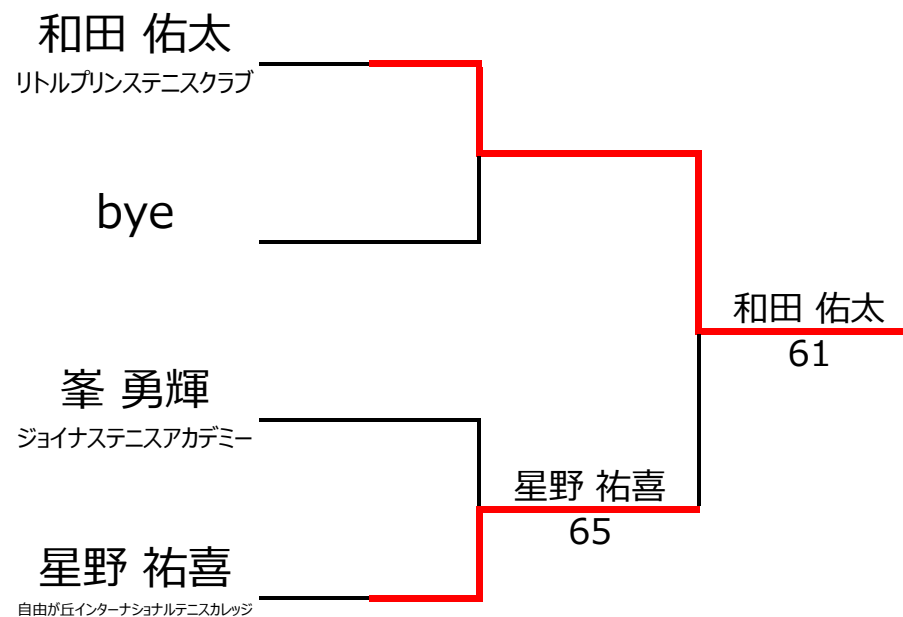 和田 佑太
リトルプリンステニスクラブ
bye
峯 勇輝
ジョイナステニスアカデミー
星野 祐喜
自由が丘インターナショナルテニスカレッジ
星野 祐喜
65
和田 佑太
61